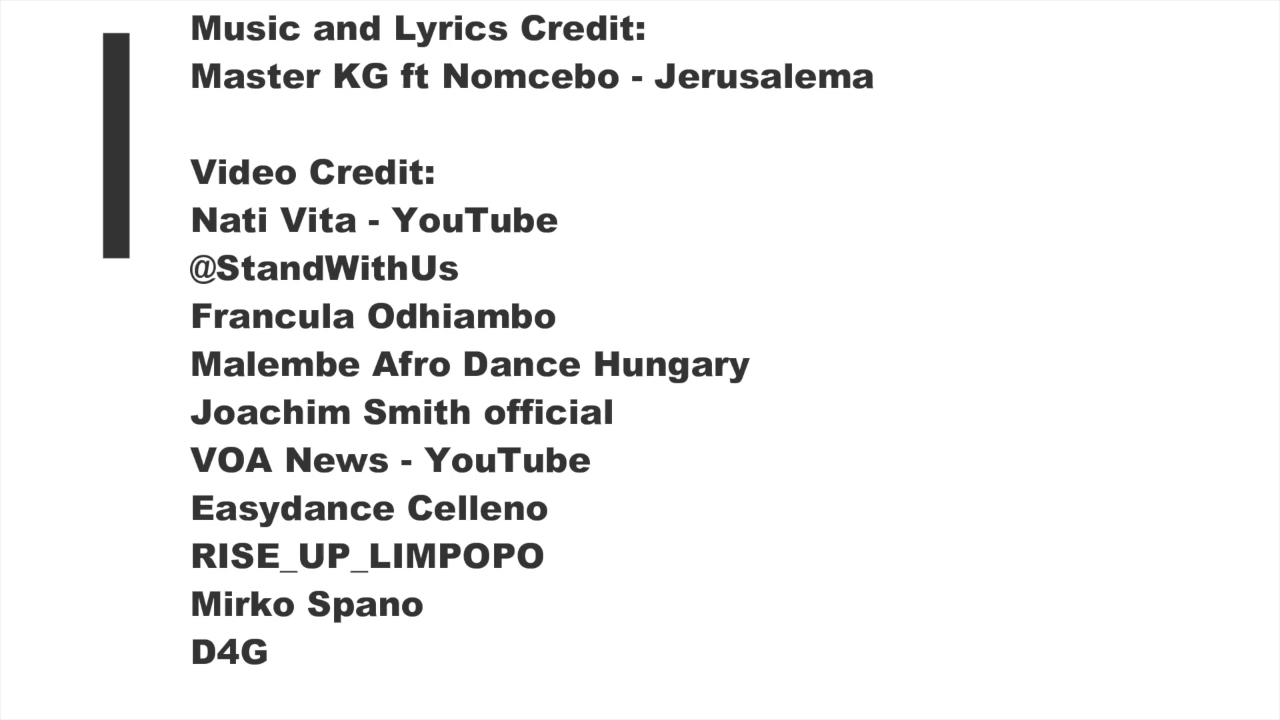 Music and Lyrics Credit:
Master KG ft Nomcebo - Jerusalema
Video Credit:
Nati Vita - YouTube
@StandWithUs
Francula Odhiambo
Malembe Afro Dance Hungary
Joachim Smith official
VOA News - YouTube
Easydance Celleno
RISE_UP_LIMPOPO
Mirko Spano
D4G